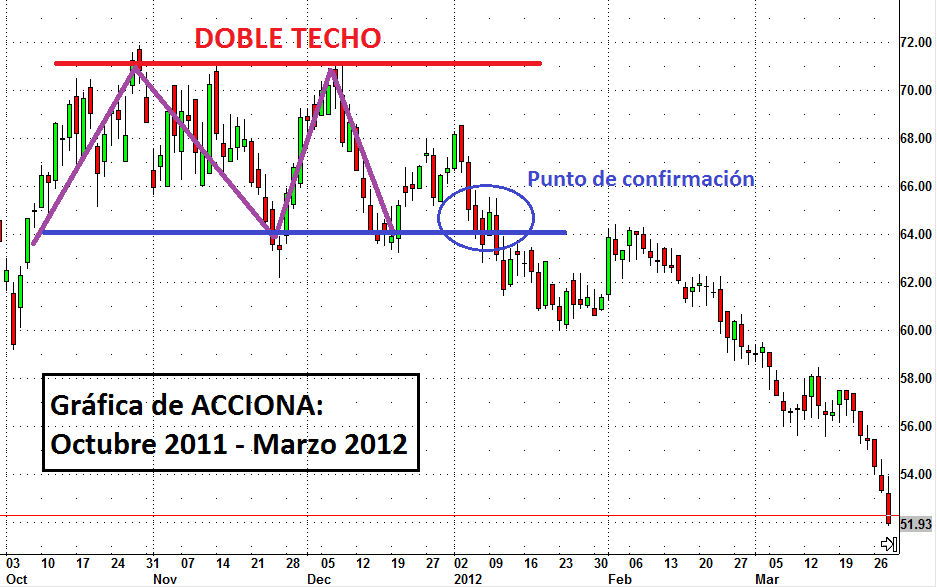 DOBLE TECHO
72.00
70.00
68.00
Punto de confirmación
66.00
64.00
62.00
60.00
58.00
Gráfica de ACCIONA:
Octubre 2011 - Marzo 2012
56.00
54.00
51.93
03 10 17 24 31 07 14 21 28 05 12 19 27 02 09 16 23 30 06 13 20 27 05 12 19 26
Oct Nov Dec 2012 Feb Mar